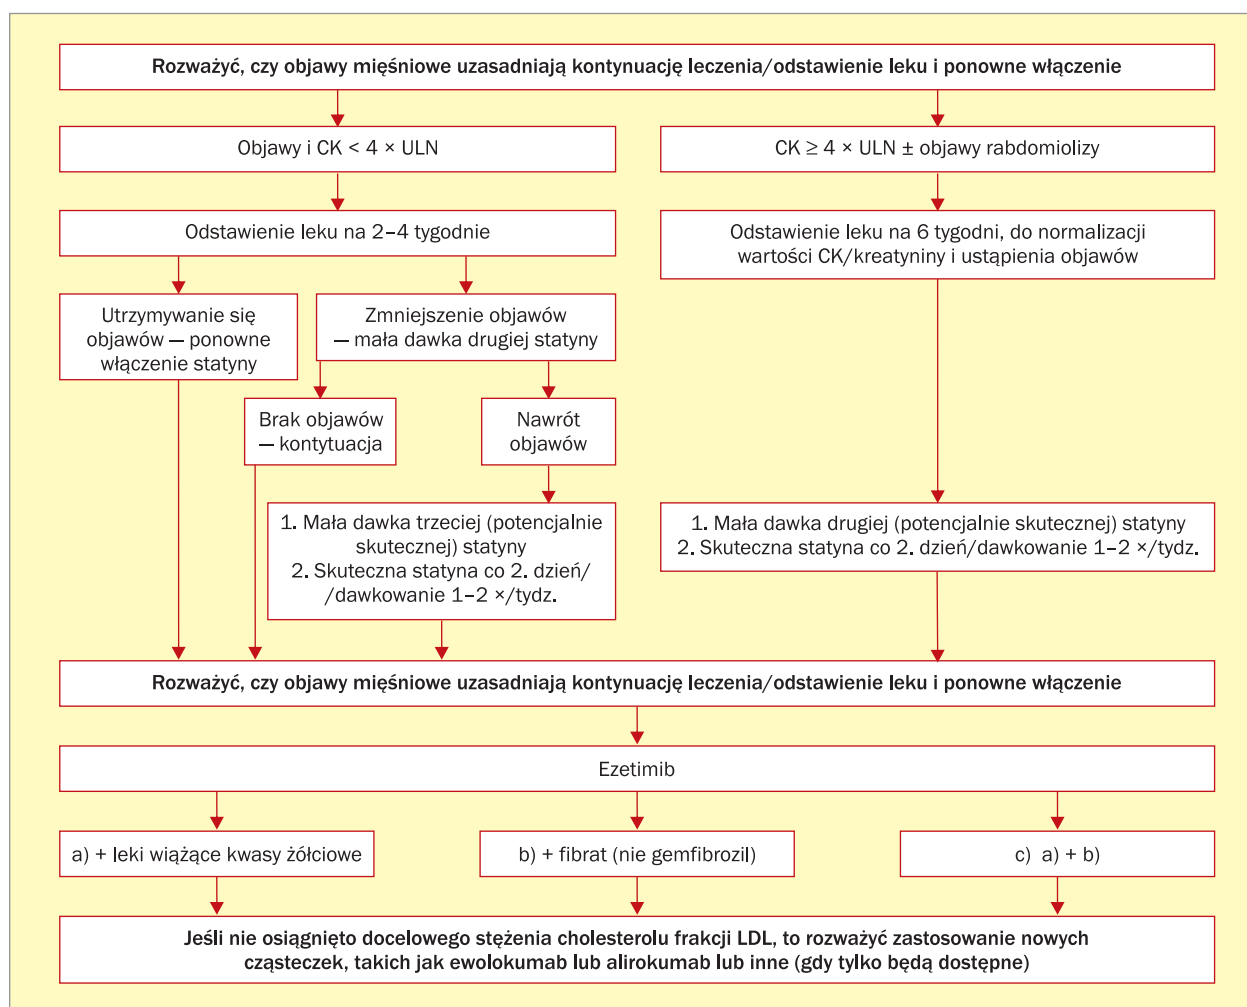 Rozważyć, czy objawy mięśniowe uzasadniają kontynuację leczenia/odstawienie leku i ponowne włączenie
Objawy i CK < 4 × ULN
CK ≥ 4 × ULN ± objawy rabdomiolizy
Odstawienie leku na 2–4 tygodnie
Odstawienie leku na 6 tygodni, do normalizacji
wartości CK/kreatyniny i ustąpienia objawów
Utrzymywanie się
objawów — ponowne
włączenie statyny
Zmniejszenie objawów
— mała dawka drugiej statyny
Brak objawów
— kontytuacja
Nawrót
objawów
1. Mała dawka trzeciej (potencjalnie
skutecznej) statyny
2. Skuteczna statyna co 2. dzień/
/dawkowanie 1–2 ×/tydz.
1. Mała dawka drugiej (potencjalnie skutecznej) statyny
2. Skuteczna statyna co 2. dzień/dawkowanie 1–2 ×/tydz.
Rozważyć, czy objawy mięśniowe uzasadniają kontynuację leczenia/odstawienie leku i ponowne włączenie
Ezetimib
a) + leki wiążące kwasy żółciowe
b) + fibrat (nie gemfibrozil)
c) a) + b)
Jeśli nie osiągnięto docelowego stężenia cholesterolu frakcji LDL, to rozważyć zastosowanie nowych
cząsteczek, takich jak ewolokumab lub alirokumab lub inne (gdy tylko będą dostępne)